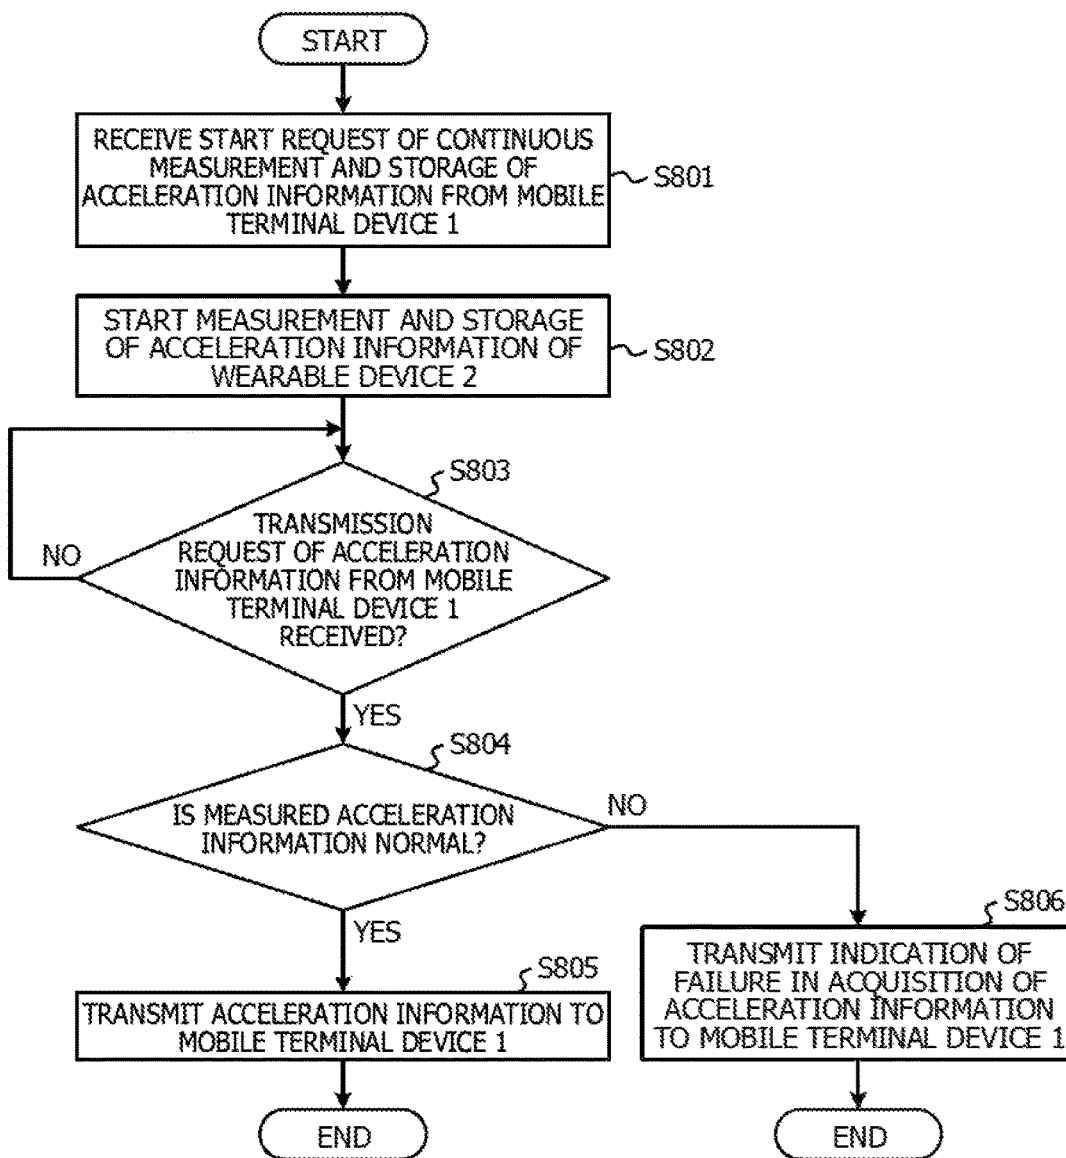 START
RECEIVE START REQUEST OF CONTINUOUS
MEASUREMENT AND STORAGE OF
ACCELERATION INFORMATION FROM MOBILE
TERMINAL DEVICE 1
S801
START MEASUREMENT AND STORAGE
OF ACCELERATION INFORMATION OF
WEARABLE DEVICE 2
S802
S803
TRANSMISSION
REQUEST OF ACCELERATION
INFORMATION FROM MOBILE
TERMINAL DEVICE 1
RECEIVED?
NO
YES
S804
IS MEASURED ACCELERATION
INFORMATION NORMAL?
NO
YES
S805
TRANSMIT ACCELERATION INFORMATION TO
MOBILE TERMINAL DEVICE 1
S806
TRANSMIT INDICATION OF
FAILURE IN ACQUISITION OF
ACCELERATION INFORMATION
TO MOBILE TERMINAL DEVICE 1
END
END